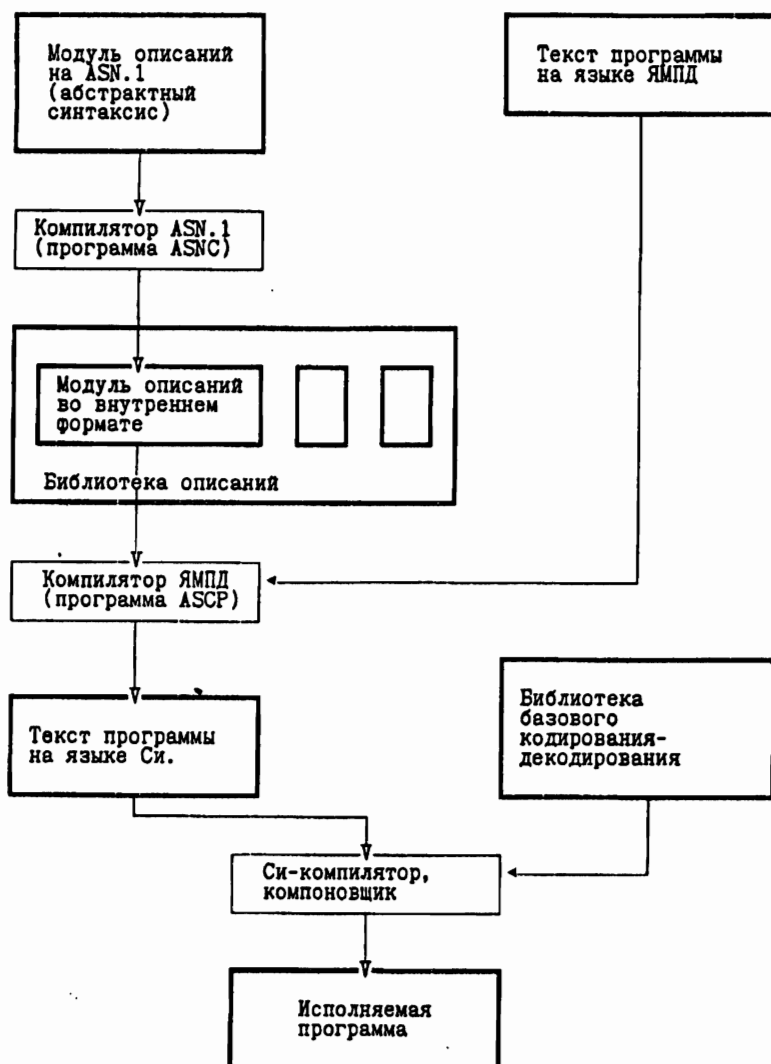 Модуль описаний
на ASN.1
(абстрактный
синтаксис)
Текст программы
на языке ЯМПД
Компилятор ASN.1
(программа ASNC)
Модуль описаний
во внутреннем
формате
Библиотека описаний
Компилятор ЯМПД
(программа ASCP)
Текст программы
на языке Си.
Библиотека
базового
кодирования-
декодирования
Си-компилятор,
компоновщик
Исполняемая
программа